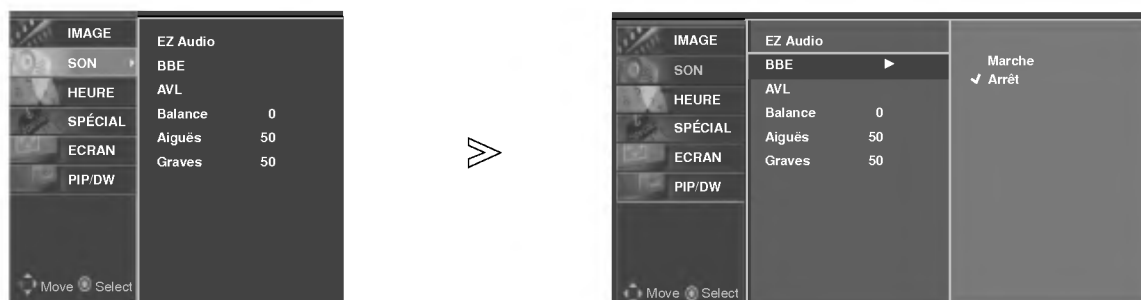 IMAGE
SON
HEURE
SPÉCIAL
ECRAN
PIP/DW
Move Select
EZ Audio
BBE
AVL
Balance 0
Aiguës 50
Graves 50
IMAGE
SON
HEURE
SPÉCIAL
ECRAN
PIP/DW
Move Select
EZ Audio
BBE
AVL
Balance 0
Aiguës 50
Graves 50
Marche
Arrêt